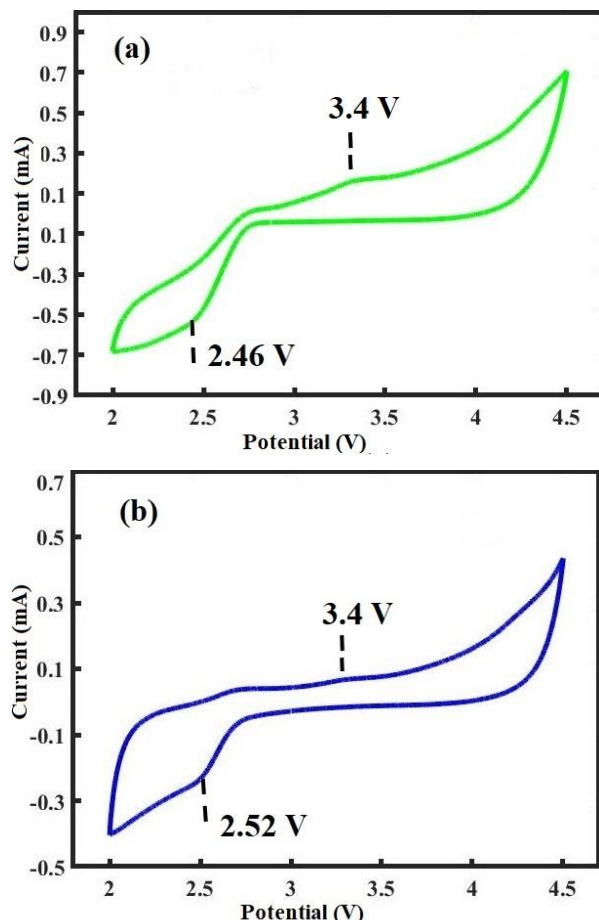 (a)
0.9
0.7
0.5
0.3
0.1
0.1
-0.3
-0.5
-0.7
-0.9
Current (mA)
3.4 V
2.46 V
2 2.5 3 3.5 4 4.5
Potential (V)
(b)
0.7
0.5
0.3
0.1
-0.1
-0.3
-0.5
Current (mA)
3.4 V
2.52 V
2 2.5 3 3.5 4 4.5
Potential (V)